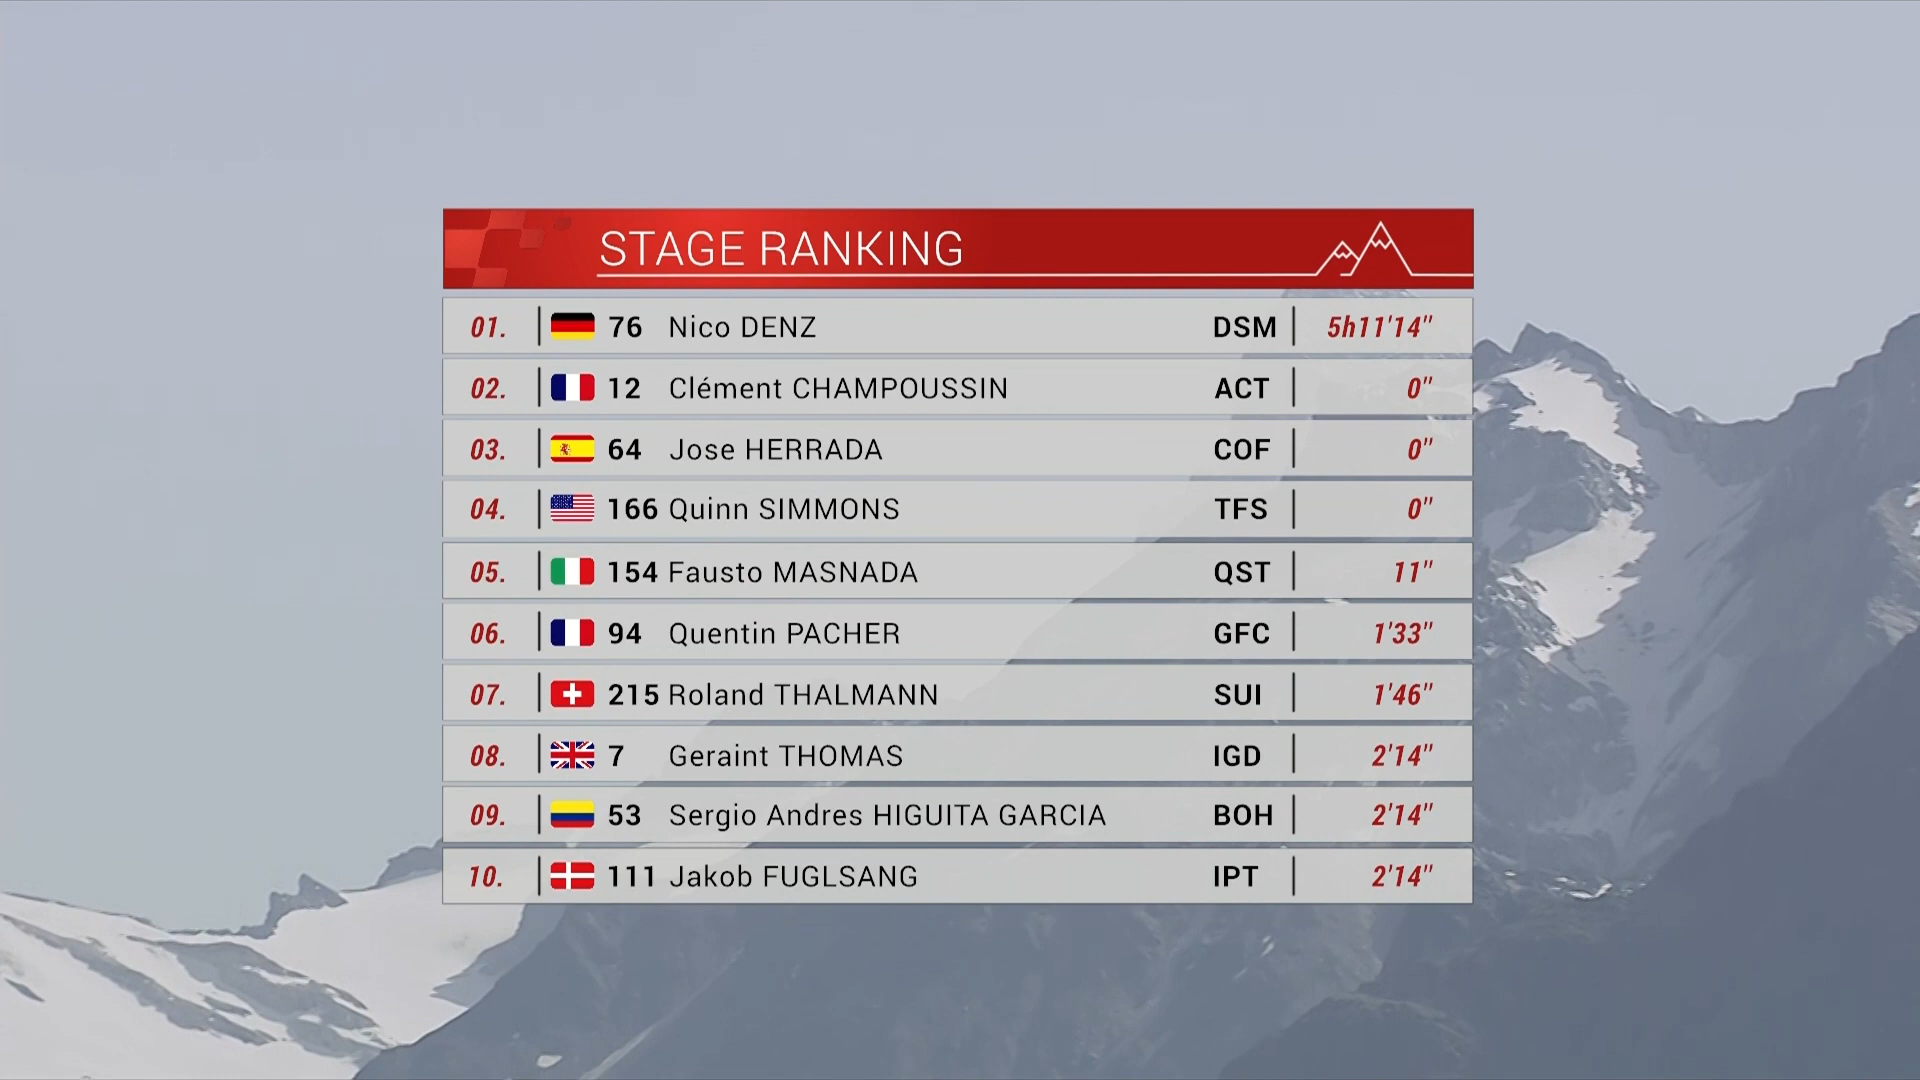 STAGE RANKING
01. 76 Nico DENZ DSM 5h11'14"
02. 12 Clément CHAMPOUSSIN ACT 0"
03. 64 Jose HERRADA COF 0"
04. 166 Quinn SIMMONS TFS 0"
05. 154 Fausto MASNADA QST 11"
06. 94 Quentin PACHER GFC 1'33"
07. 215 Roland THALMANN SUI 1'46"
08. 7 Geraint THOMAS IGD 2'14"
09. 53 Sergio Andres HIGUITA GARCIA BOH 2'14"
10. 111 Jakob FUGLSANG IPT 2'14"